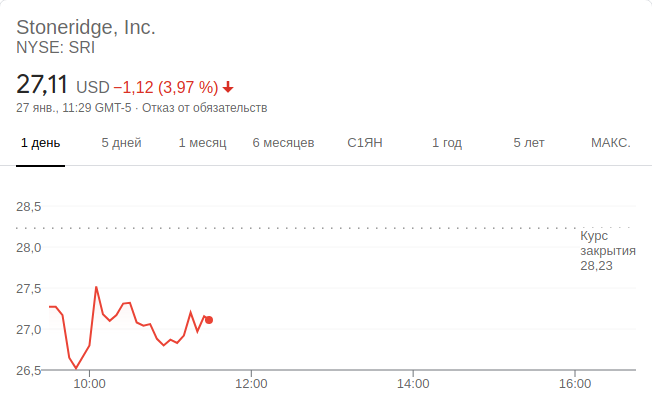 Stoneridge, Inc.
NYSE: SRI
27,11 USD −1,12 (3,97 %)
27 янв., 11:29 GMT-5 · Отказ от обязательств
1 день 5 дней 1 месяц 6 месяцев С1ЯН 1 год 5 лет МАКС.
28,5
Курс
закрытия
28,23
28,0
27,5
27,0
26,5
10:00 12:00 14:00 16:00